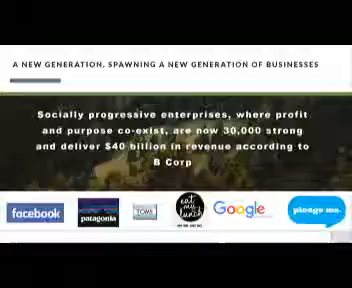 A NEW GENERATION, SPAWNING A NEW GENERATION OF BUSINESSES
Socially progressive enterprises, where profit
and purpose co-exist, are now 30,000 strong
and deliver $40 billion in revenue according to
B Corp
facebook
patagonia
TOMS
eat
my
lunch
Google
pledge me.